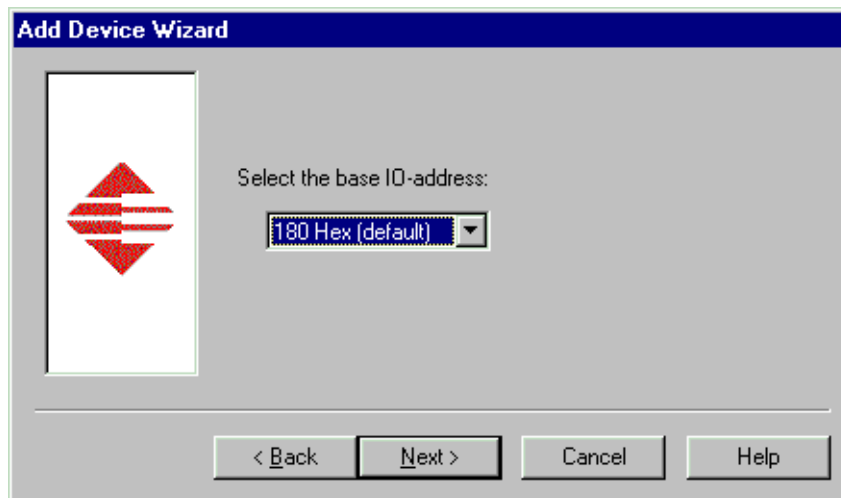 Add Device Wizard
Select the base IO-address:
180 Hex (default)
< Back Next > Cancel Help